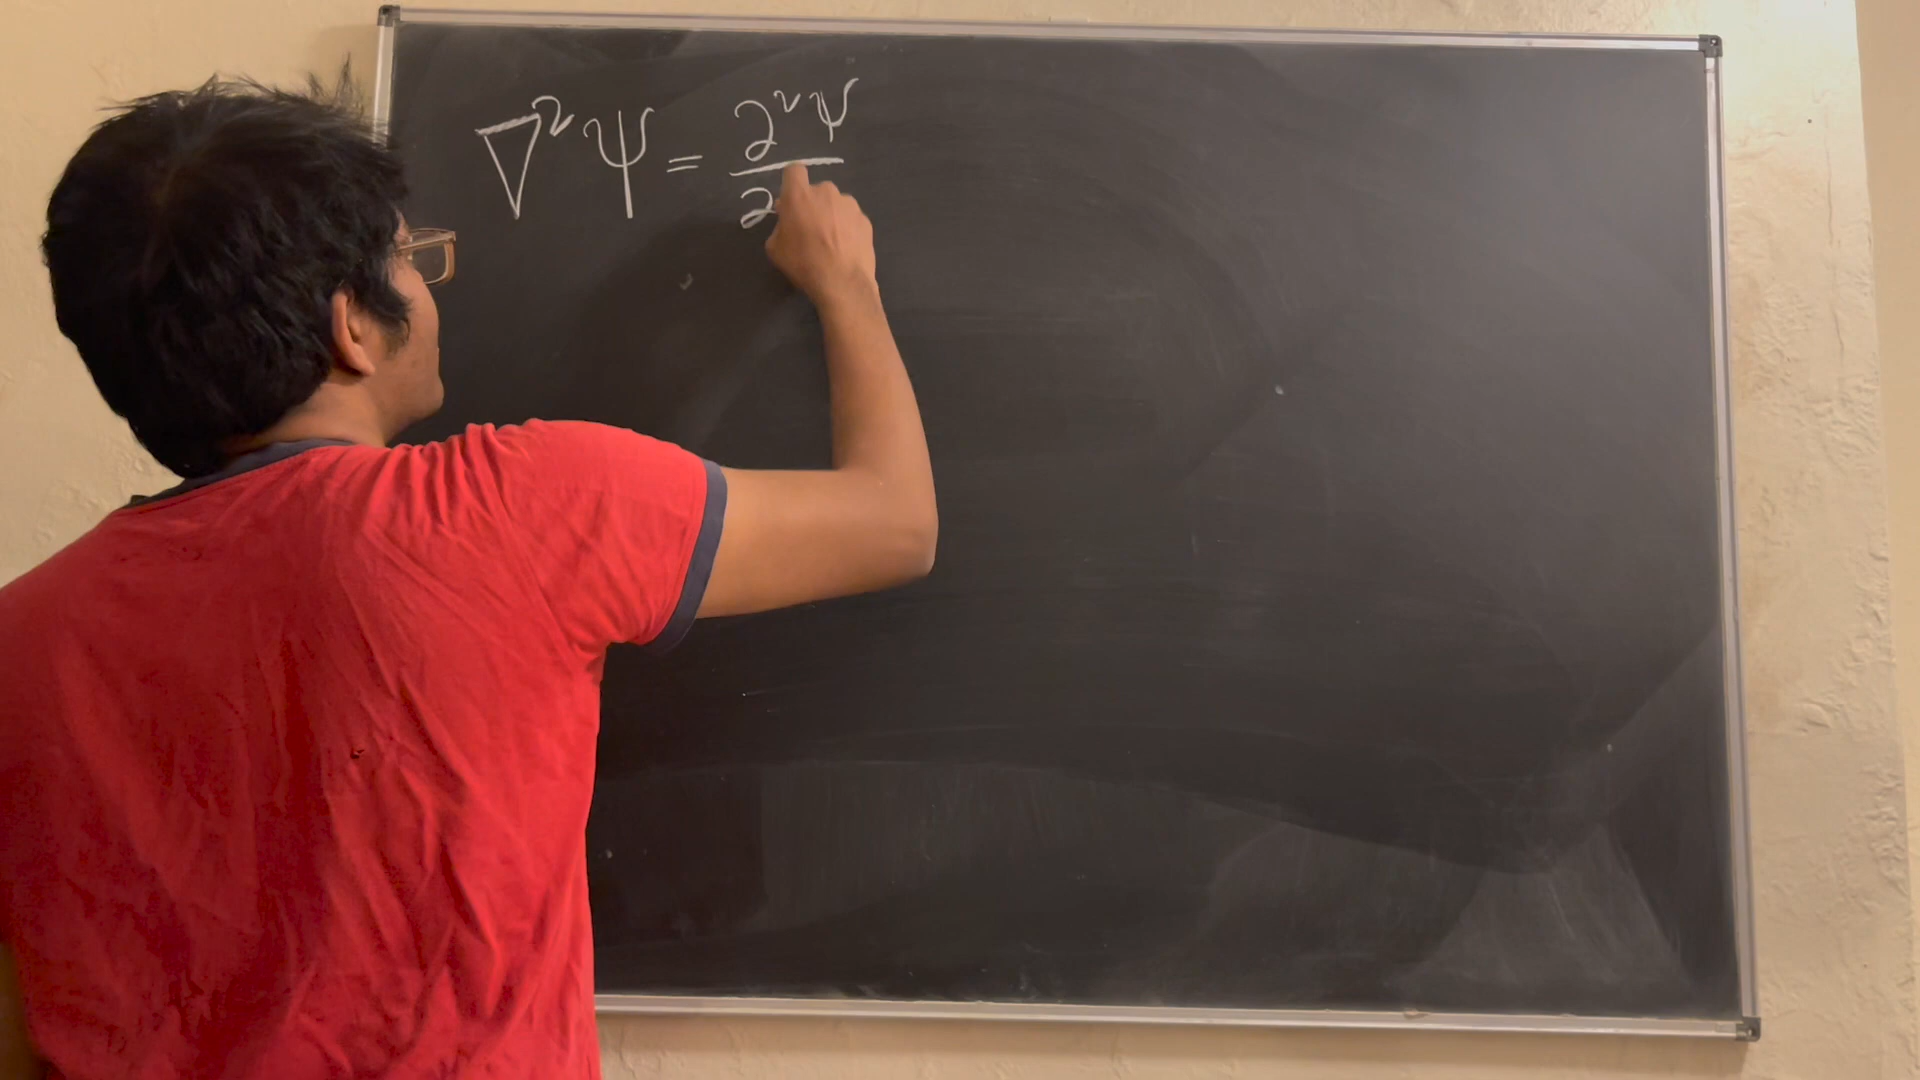 ∇²ψ = ∂²ψ / ∂